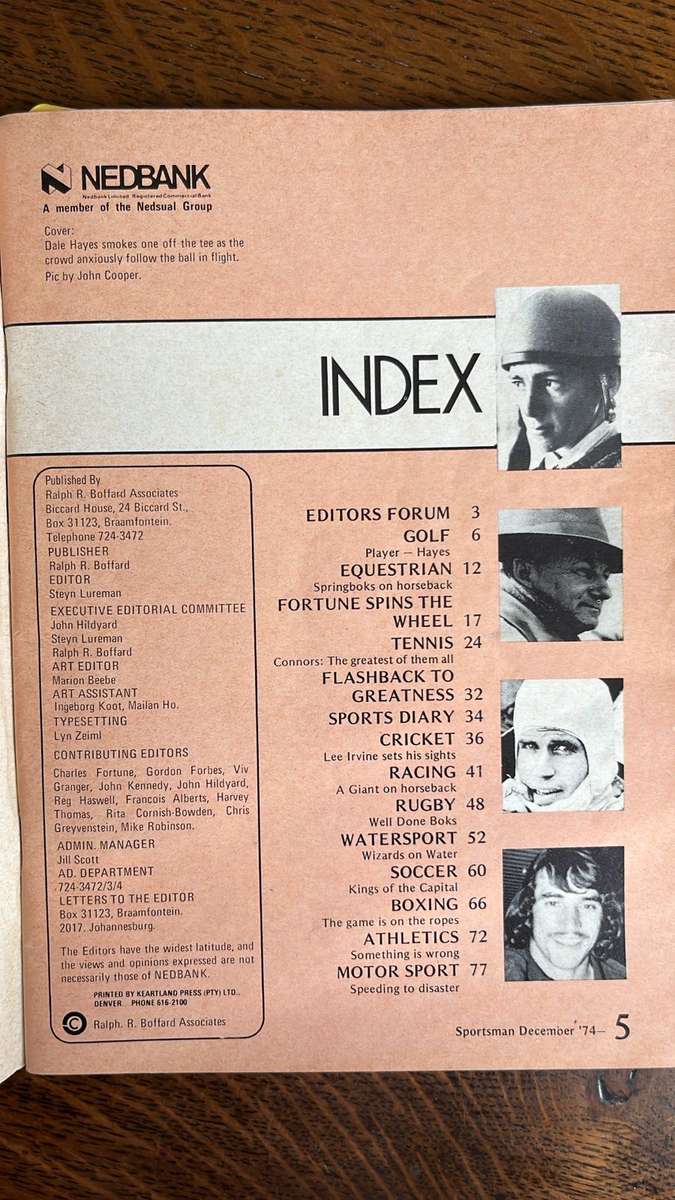 NEDBANK
Nedbank Limited Registered Commercial Bank
A member of the Nedsual Group
Cover:
Dale Hayes smokes one off the tee as the
crowd anxiously follow the ball in flight.
Pic by John Cooper.
INDEX
Published By
Ralph R. Boffard Associates
Biccard House, 24 Biccard St.,
Box 31123, Braamfontein.
Telephone 724-3472
PUBLISHER
Ralph R. Boffard
EDITOR
Steyn Lureman
EXECUTIVE EDITORIAL COMMITTEE
John Hildyard
Steyn Lureman
Ralph R. Boffard
ART EDITOR
Marion Beebe
ART ASSISTANT
Ingeborg Koot, Mailan Ho.
TYPESETTING
Lyn Zeiml
CONTRIBUTING EDITORS
Charles Fortune, Gordon Forbes, Viv
Granger, John Kennedy, John Hildyard,
Reg Haswell, Francois Alberts, Harvey
Thomas, Rita Cornish-Bowden, Chris
Greyvenstein, Mike Robinson.
ADMIN. MANAGER
Jill Scott
AD. DEPARTMENT
724-3472/3/4
LETTERS TO THE EDITOR
Box 31123, Braamfontein.
2017. Johannesburg.
The Editors have the widest latitude, and
the views and opinions expressed are not
necessarily those of NEDBANK.
PRINTED BY KEARTLAND PRESS (PTY) LTD..
DENVER. PHONE 616-2100
© Ralph. R. Boffard Associates
EDITORS FORUM 3
GOLF 6
Player – Hayes
EQUESTRIAN 12
Springboks on horseback
FORTUNE SPINS THE
WHEEL 17
TENNIS 24
Connors: The greatest of them all
FLASHBACK TO
GREATNESS 32
SPORTS DIARY 34
CRICKET 36
Lee Irvine sets his sights
RACING 41
A Giant on horseback
RUGBY 48
Well Done Boks
WATERSPORT 52
Wizards on Water
SOCCER 60
Kings of the Capital
BOXING 66
The game is on the ropes
ATHLETICS 72
Something is wrong
MOTOR SPORT 77
Speeding to disaster
Sportsman December '74– 5